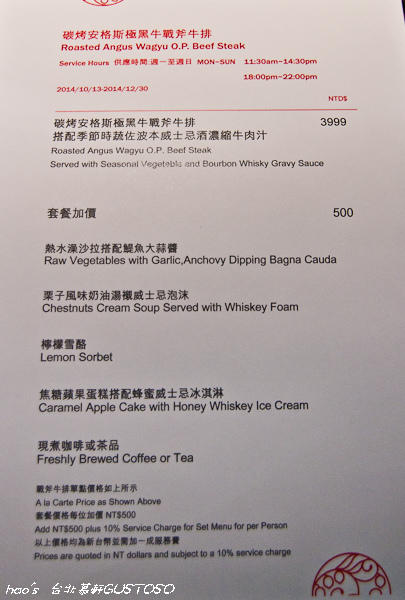 碳烤安格斯極黑牛戰斧牛排
Roasted Angus Wagyu O.P. Beef Steak
Service Hours 供應時間:週一至週日 MON~SUN 11:30am~14:30pm
18:00pm~22:00pm
2014/10/13-2014/12/30
NTD$
碳烤安格斯極黑牛戰斧牛排 3999
搭配季節時蔬佐波本威士忌酒濃縮牛肉汁
Roasted Angus Wagyu O.P. Beef Steak
Served with Seasonal Vegetable and Bourbon Whisky Gravy Sauce
套餐加價 500
熱水澡沙拉搭配鯷魚大蒜醬
Raw Vegetables with Garlic,Anchovy Dipping Bagna Cauda
栗子風味奶油湯襯威士忌泡沫
Chestnuts Cream Soup Served with Whiskey Foam
檸檬雪酪
Lemon Sorbet
焦糖蘋果蛋糕搭配蜂蜜威士忌冰淇淋
Caramel Apple Cake with Honey Whiskey Ice Cream
現煮咖啡或茶品
Freshly Brewed Coffee or Tea
戰斧牛排單點價格如上所示
A la Carte Price as Shown Above
套餐價格每位加價 NT$500
Add NT$500 plus 10% Service Charge for Set Menu for per Person
以上價格均為新台幣並需加一成服務費
Prices are quoted in NT dollars and subject to a 10% service charge
hao's 台北慕軒GUSTOSO